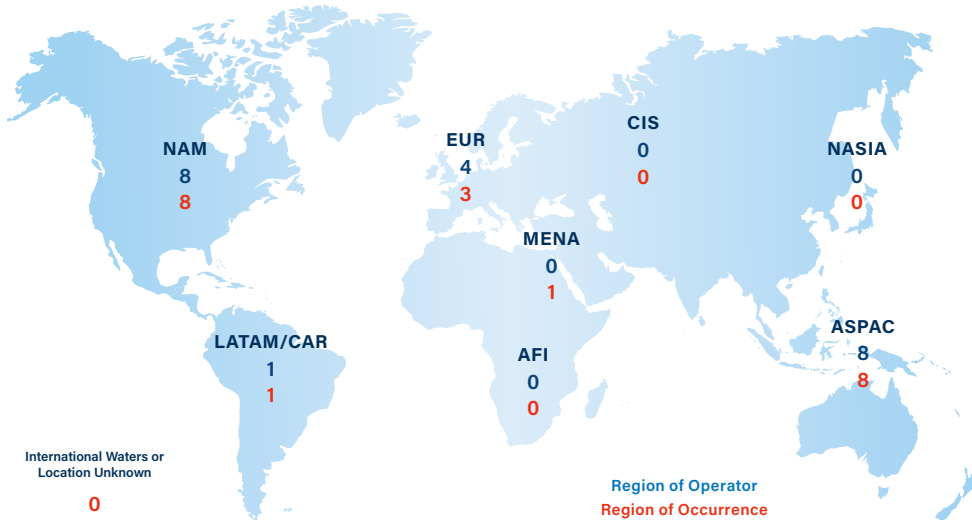 NAM
8
8
EUR
4
3
CIS
0
0
NASIA
0
0
MENA
0
1
LATAM/CAR
1
1
AFI
0
0
ASPAC
8
8
International Waters or
Location Unknown
0
Region of Operator
Region of Occurrence